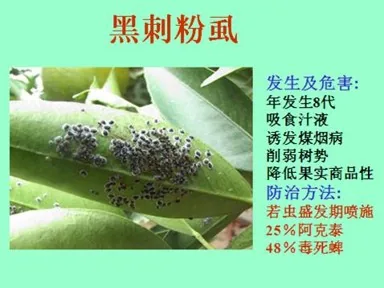 黑刺粉虱
发生及危害:
年发生8代
吸食汁液
诱发煤烟病
削弱树势
降低果实商品性
防治方法:
若虫盛发期喷施
25％阿克泰
48％毒死蜱